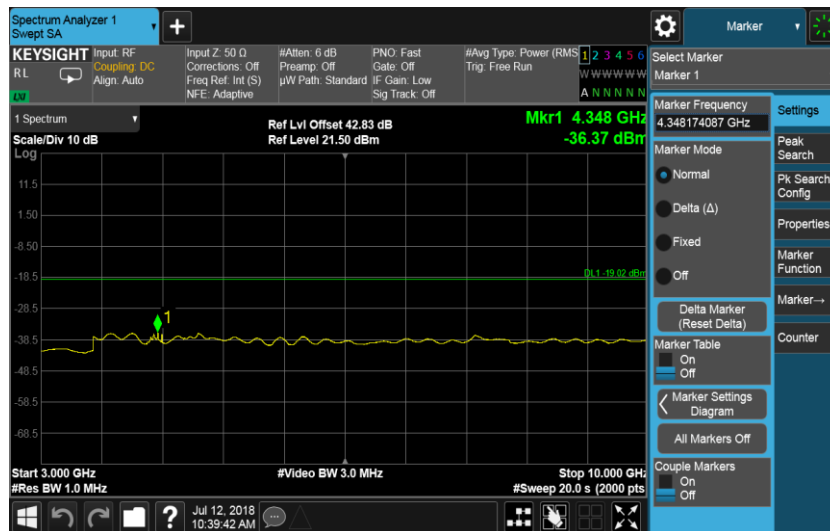 Spectrum Analyzer 1
Swept SA
Marker
KEYSIGHT
RL
LXI
Input: RF
Coupling: DC
Align: Auto
Input Z: 50 Ω
Corrections: Off
Freq Ref: Int (S)
NFE: Adaptive
#Atten: 6 dB
Preamp: Off
µW Path: Standard
PNO: Fast
Gate: Off
IF Gain: Low
Sig Track: Off
#Avg Type: Power (RMS
Trig: Free Run
1 2 3 4 5 6
W W W W W W
A N N N N N
Select Marker
Marker 1
1 Spectrum
Scale/Div 10 dB
Log
Ref Lvl Offset 42.83 dB
Ref Level 21.50 dBm
Mkr1 4.348 GHz
-36.37 dBm
11.5
1.50
-8.50
-18.5
-28.5
-38.5
-48.5
-58.5
-68.5
DL1 -19.02 dBm
1
Start 3.000 GHz
#Res BW 1.0 MHz
#Video BW 3.0 MHz
Stop 10.000 GHz
#Sweep 20.0 s (2000 pts
Marker Frequency
4.348174087 GHz
Marker Mode
Normal
Delta (Δ)
Fixed
Off
Delta Marker
(Reset Delta)
Marker Table
On
Off
Marker Settings
Diagram
All Markers Off
Couple Markers
On
Off
Settings
Peak
Search
Pk Search
Config
Properties
Marker
Function
Marker→
Counter
?
Jul 12, 2018
10:39:42 AM